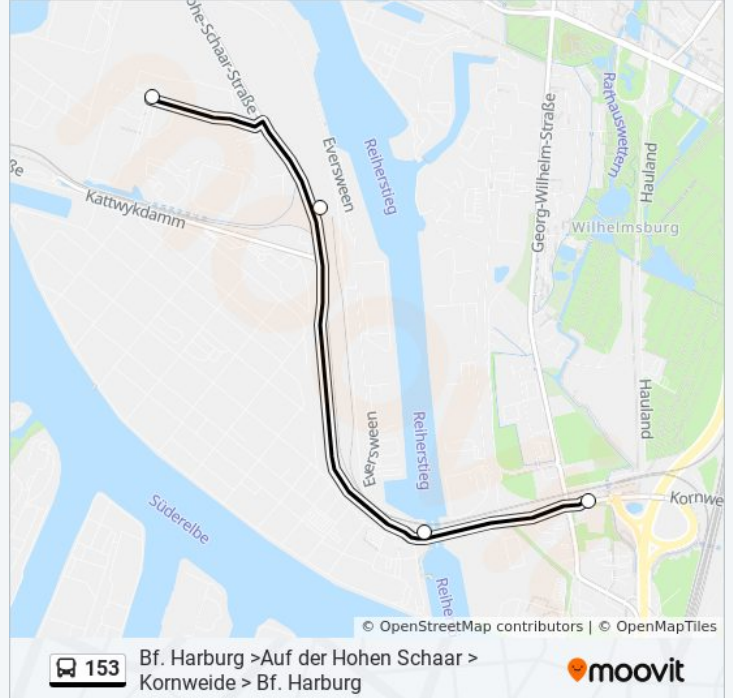 ohe-Schaar-Straße
Eversween
Reiherstieg
Georg-Wilhelm-Straße
Rathauswettern
Hauland
ße
Kattwykdamm
Wilhelmsburg
Eversween
Reiherstieg
Hauland
Süderelbe
Kornwe
Reihe
© OpenStreetMap contributors | © OpenMapTiles
153
Bf. Harburg >Auf der Hohen Schaar >
Kornweide > Bf. Harburg
moovit